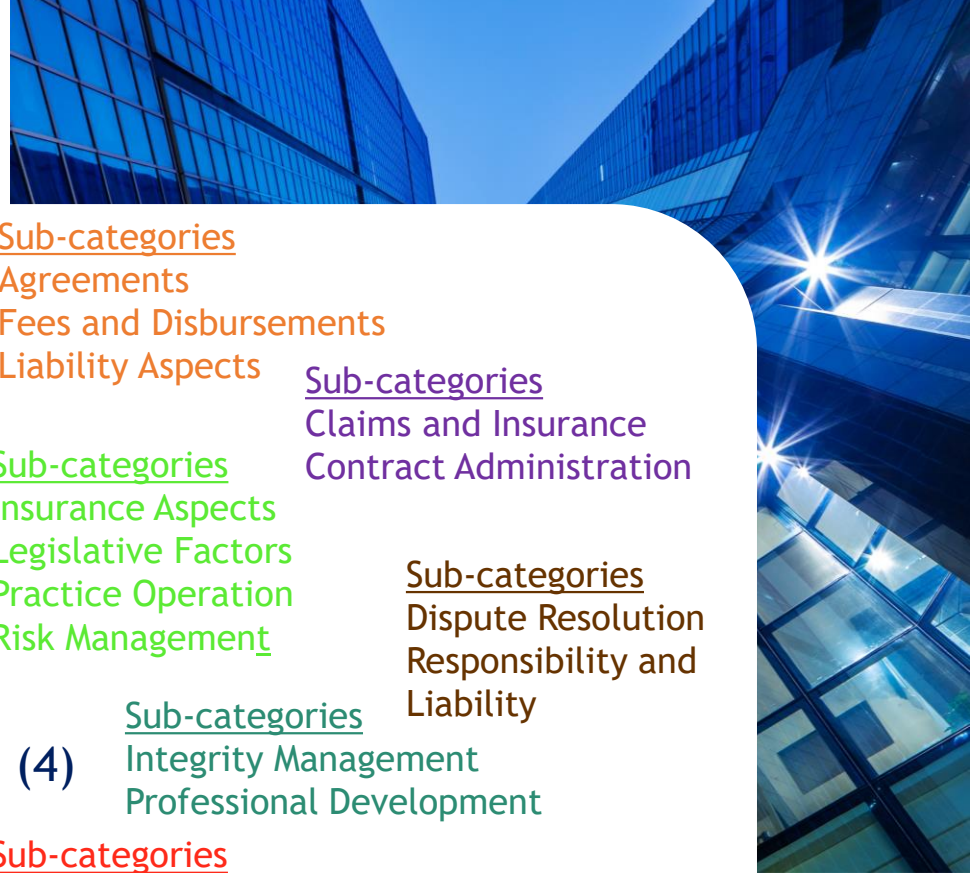 Sub-categories
Agreements
Fees and Disbursements
Liability Aspects
Sub-categories
Claims and Insurance
Contract Administration
Sub-categories
Insurance Aspects
Legislative Factors
Practice Operation
Risk Management
Sub-categories
Dispute Resolution
Responsibility and
Liability
Sub-categories
Integrity Management
Professional Development
(4)
Sub-categories